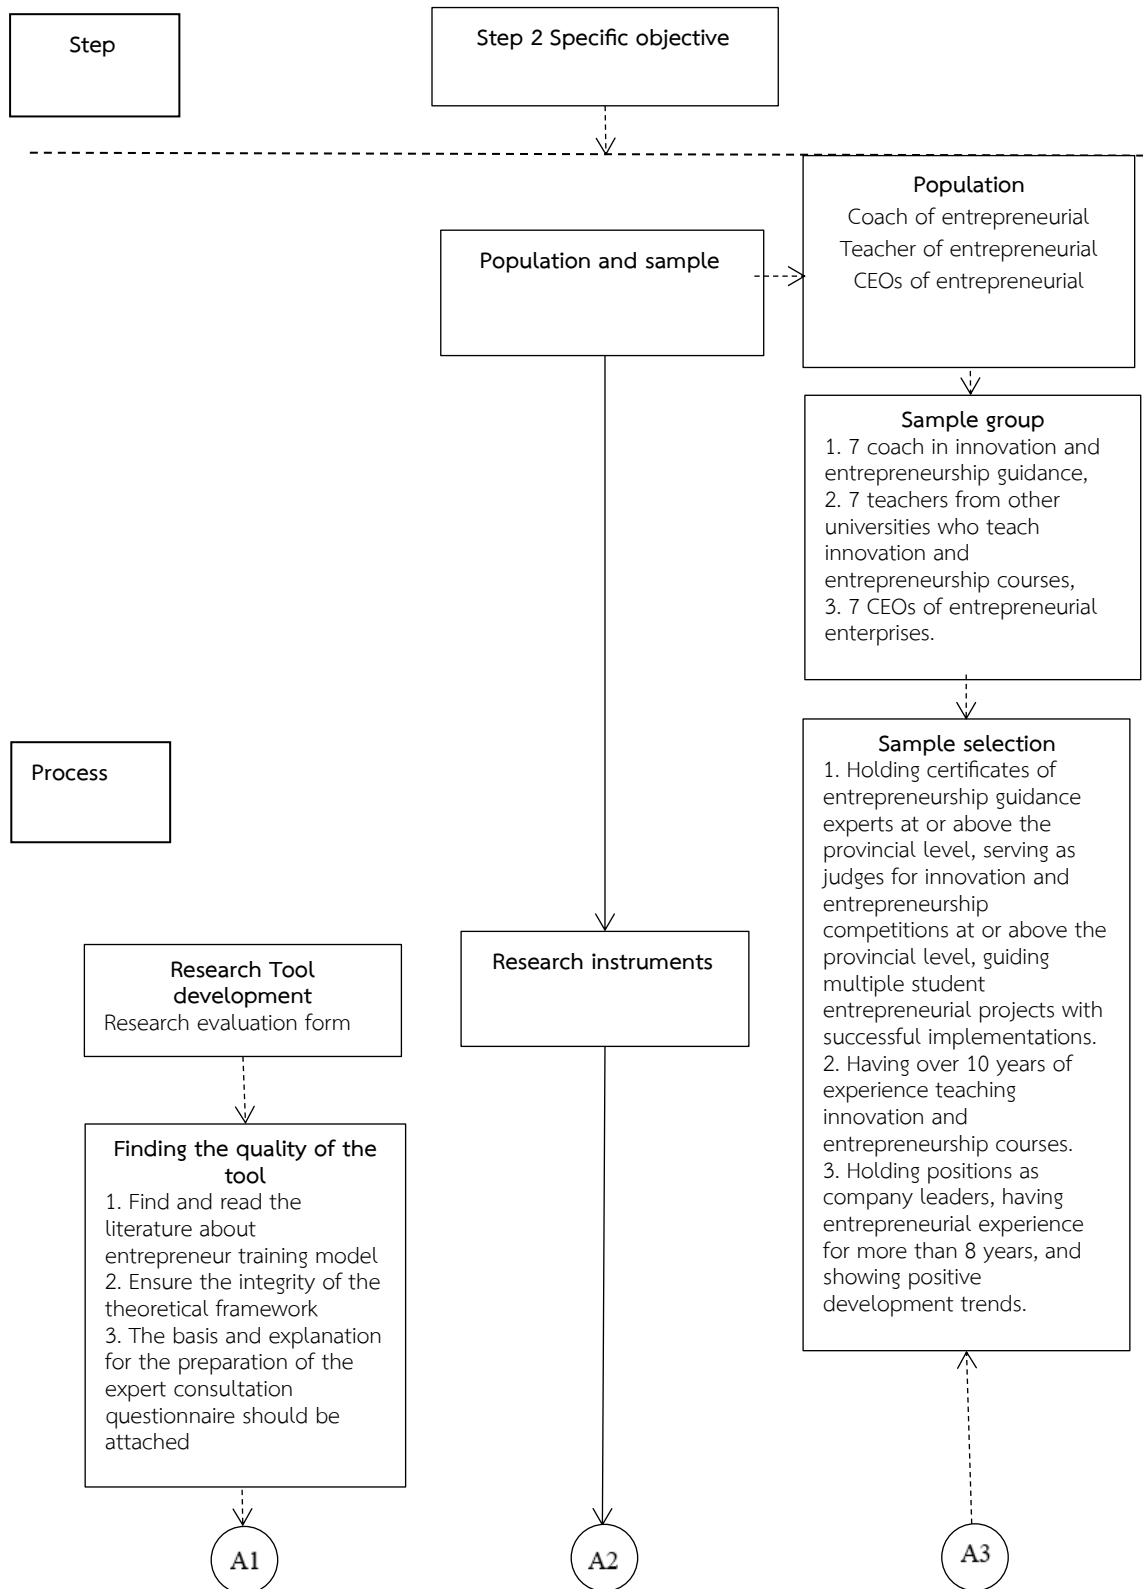 Step
Step 2 Specific objective
Population
Coach of entrepreneurial
Teacher of entrepreneurial
CEOs of entrepreneurial
Population and sample
Sample group
1. 7 coach in innovation and
entrepreneurship guidance,
2. 7 teachers from other
universities who teach
innovation and
entrepreneurship courses,
3. 7 CEOs of entrepreneurial
enterprises.
Process
Sample selection
1. Holding certificates of
entrepreneurship guidance
experts at or above the
provincial level, serving as
judges for innovation and
entrepreneurship
competitions at or above the
provincial level, guiding
multiple student
entrepreneurial projects with
successful implementations.
2. Having over 10 years of
experience teaching
innovation and
entrepreneurship courses.
3. Holding positions as
company leaders, having
entrepreneurial experience
for more than 8 years, and
showing positive
development trends.
Research Tool
development
Research evaluation form
Research instruments
Finding the quality of the
tool
1. Find and read the
literature about
entrepreneur training model
2. Ensure the integrity of the
theoretical framework
3. The basis and explanation
for the preparation of the
expert consultation
questionnaire should be
attached
A1
A2
A3